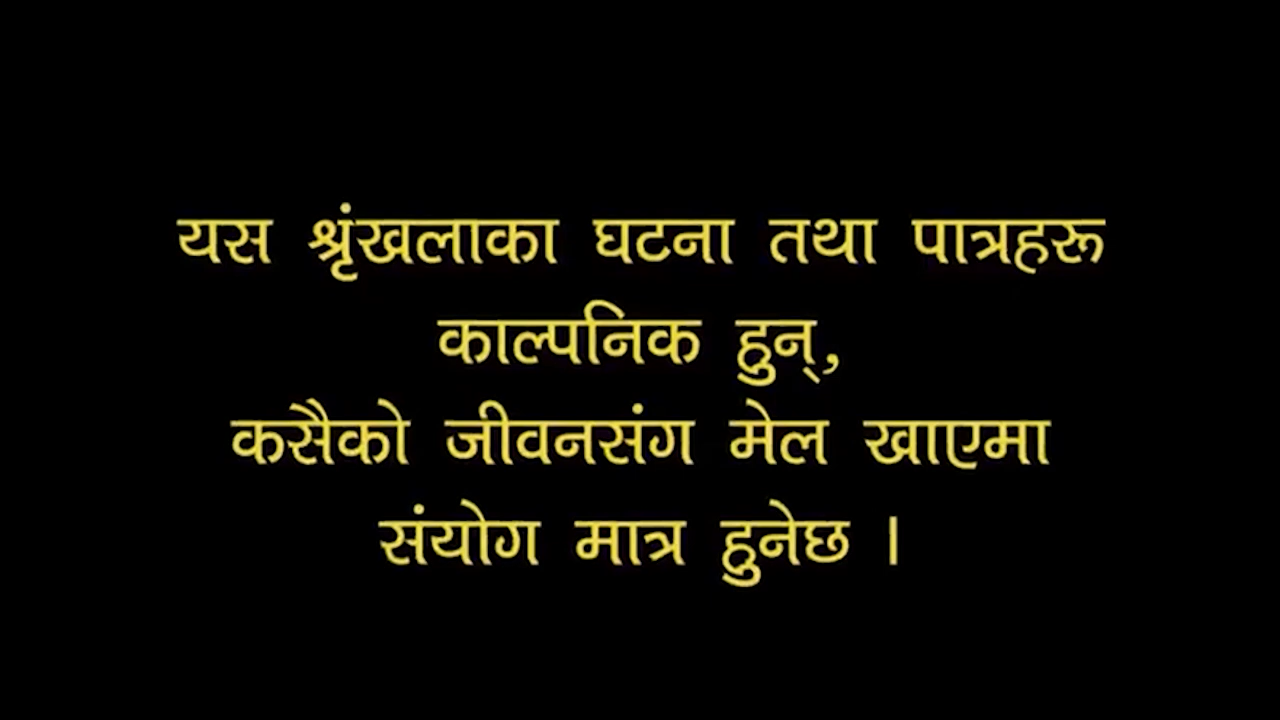 यस श्रृंखलाका घटना तथा पात्रहरू
काल्पनिक हुन्,
कसैको जीवनसंग मेल खाएमा
संयोग मात्र हुनेछ ।